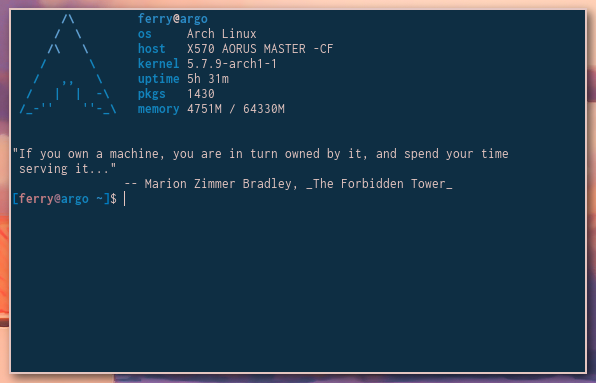 ferry@argo
os Arch Linux
host X570 AORUS MASTER -CF
kernel 5.7.9-arch1-1
uptime 5h 31m
pkgs 1430
memory 4751M / 64330M
"If you own a machine, you are in turn owned by it, and spend your time
serving it..."
-- Marion Zimmer Bradley, _The Forbidden Tower_
[ferry@argo ~]$